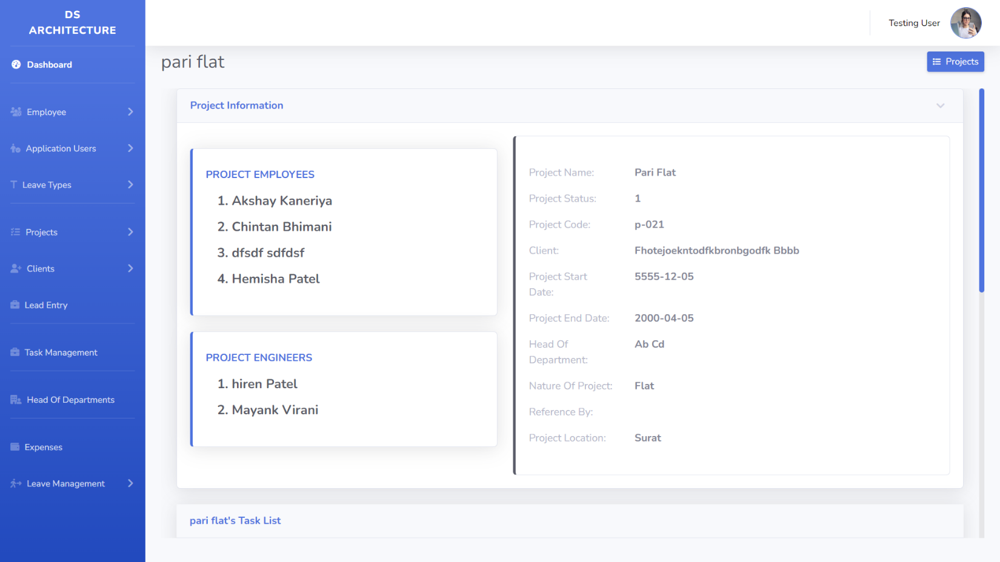 DS
ARCHITECTURE
Dashboard
Employee
Application Users
Leave Types
Projects
Clients
Lead Entry
Task Management
Head Of Departments
Expenses
Leave Management
Testing User
pari flat
Projects
Project Information
PROJECT EMPLOYEES
1. Akshay Kaneriya
2. Chintan Bhimani
3. dfsdf sdfdsf
4. Hemisha Patel
PROJECT ENGINEERS
1. hiren Patel
2. Mayank Virani
Project Name: Pari Flat
Project Status: 1
Project Code: p-021
Client: Fhotejoekntodfkbronbgodfk Bbbb
Project Start 5555-12-05
Date:
Project End Date: 2000-04-05
Head Of Ab Cd
Department:
Nature Of Project: Flat
Reference By:
Project Location: Surat
pari flat's Task List